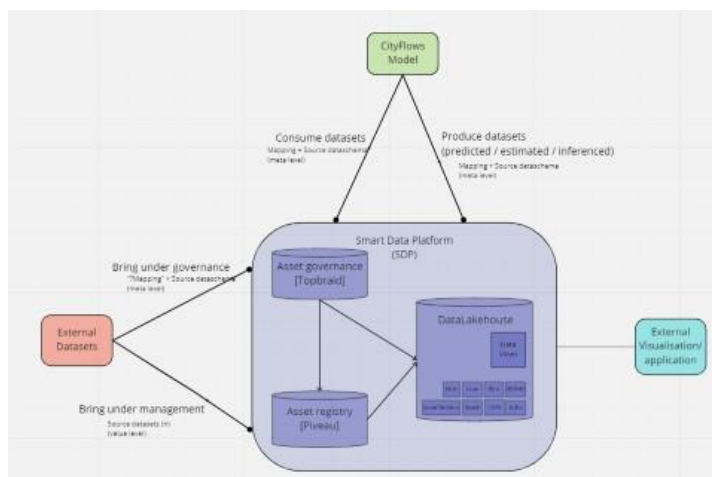 CityFlows
Model
Consume datasets
Mapping + Source dataschema
(meta level)
Produce datasets
(predicted / estimated / inferenced)
Mapping + Source dataschema
(meta level)
Smart Data Platform
(SDP)
Bring under governance
"?Mapping" + Source dataschema
(meta level)
Asset governance
[Topbraid]
DataLakehouse
Data
Views
External
Datasets
External
Visualisation/
application
Bring under management
Source datasets (n)
(value level)
Asset registry
[Piveau]